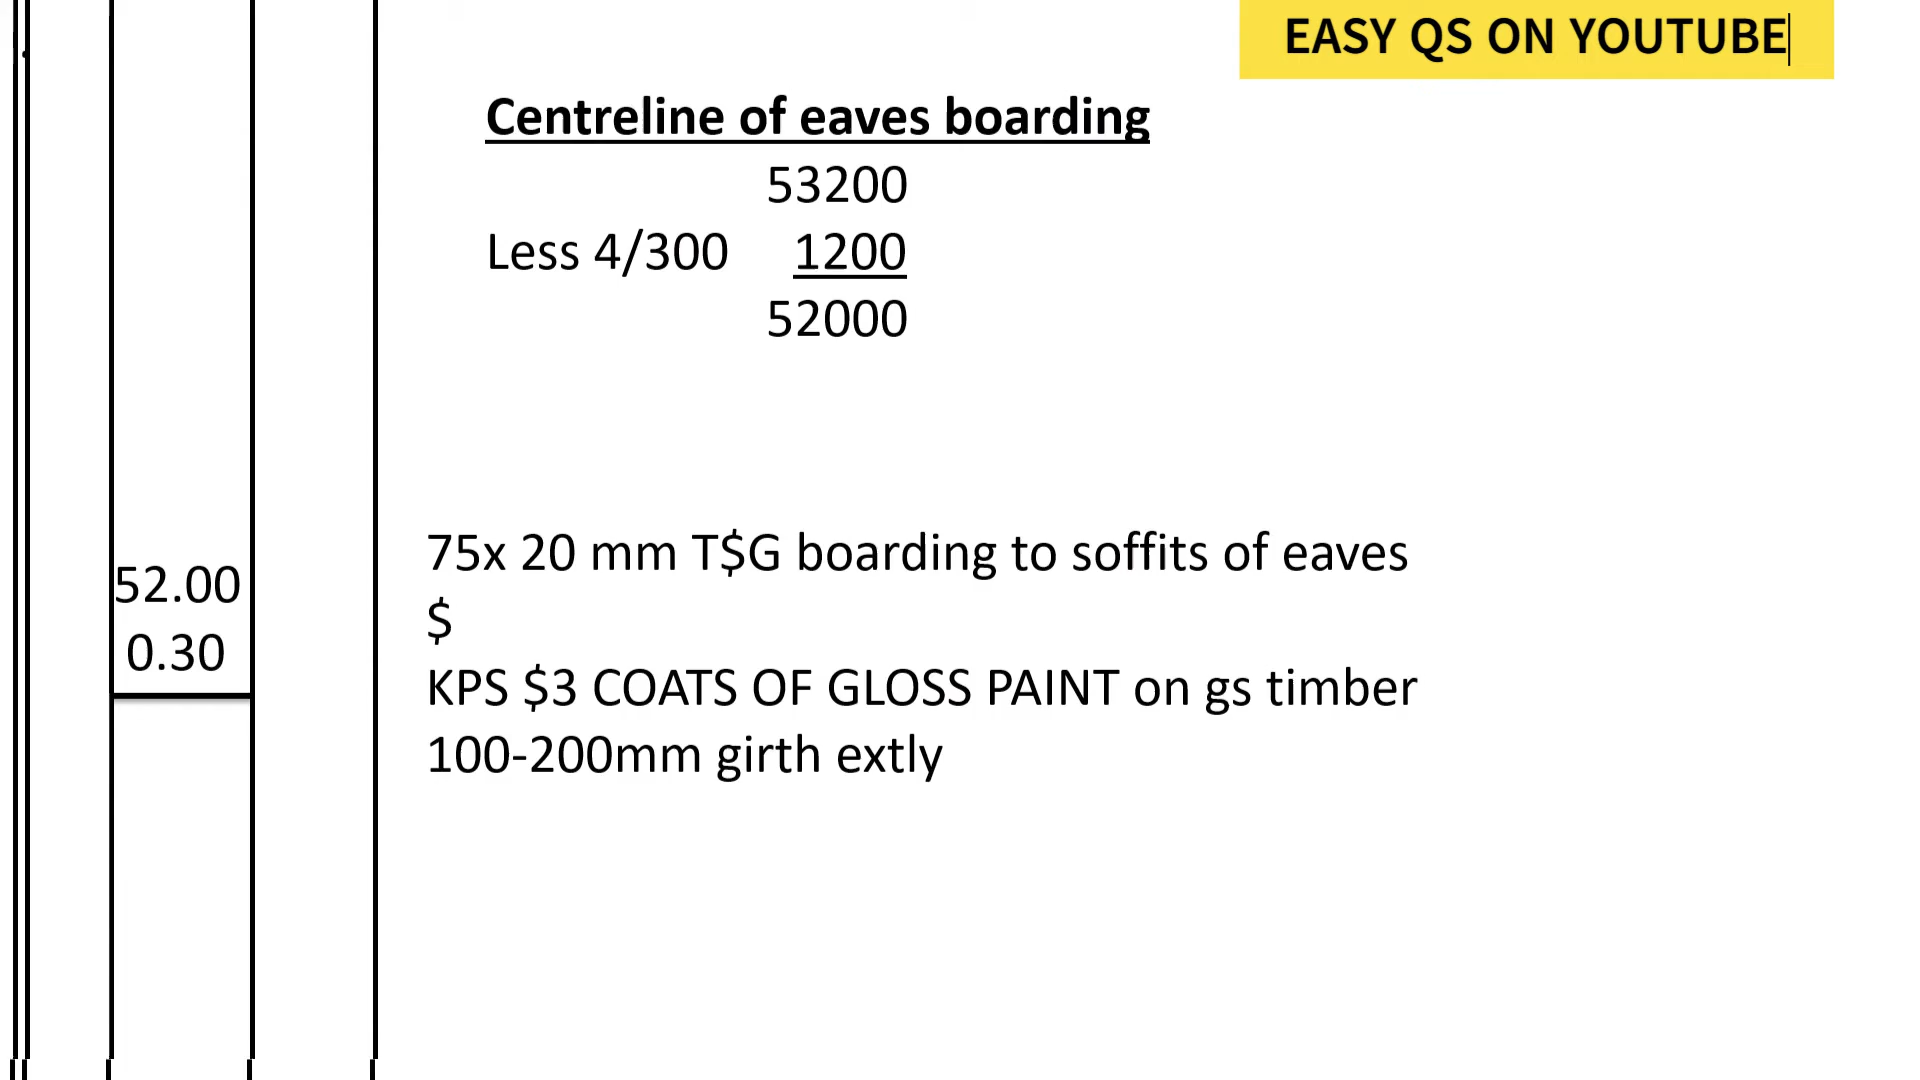 EASY QS ON YOUTUBE
Centreline of eaves boarding
53200
Less 4/300 1200
52000
75x 20 mm T$G boarding to soffits of eaves
52.00
$
0.30
KPS $3 COATS OF GLOSS PAINT on gs timber
100-200mm girth extly